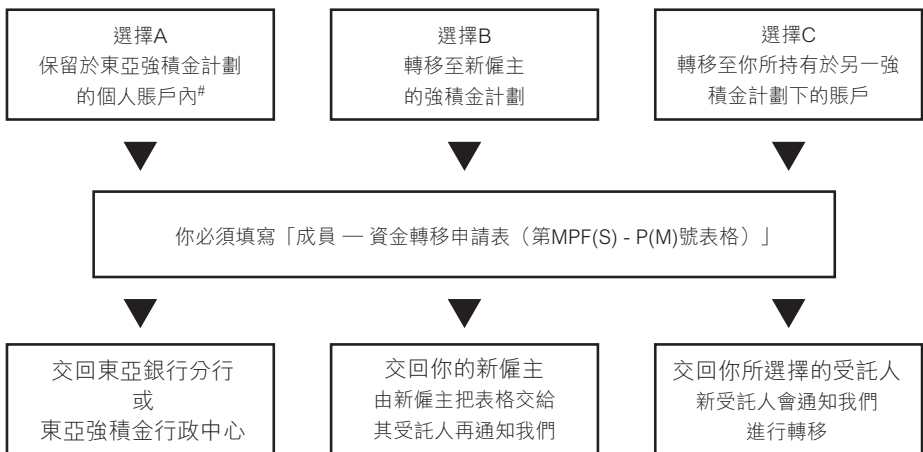 選擇A
保留於東亞強積金計劃
的個人賬戶內#
選擇B
轉移至新僱主
的強積金計劃
選擇C
轉移至你所持有於另一強
積金計劃下的賬戶
你必須填寫「成員 — 資金轉移申請表（第MPF(S) - P(M)號表格）」
交回東亞銀行分行
或
東亞強積金行政中心
交回你的新僱主
由新僱主把表格交給
其受託人再通知我們
交回你所選擇的受託人
新受託人會通知我們
進行轉移